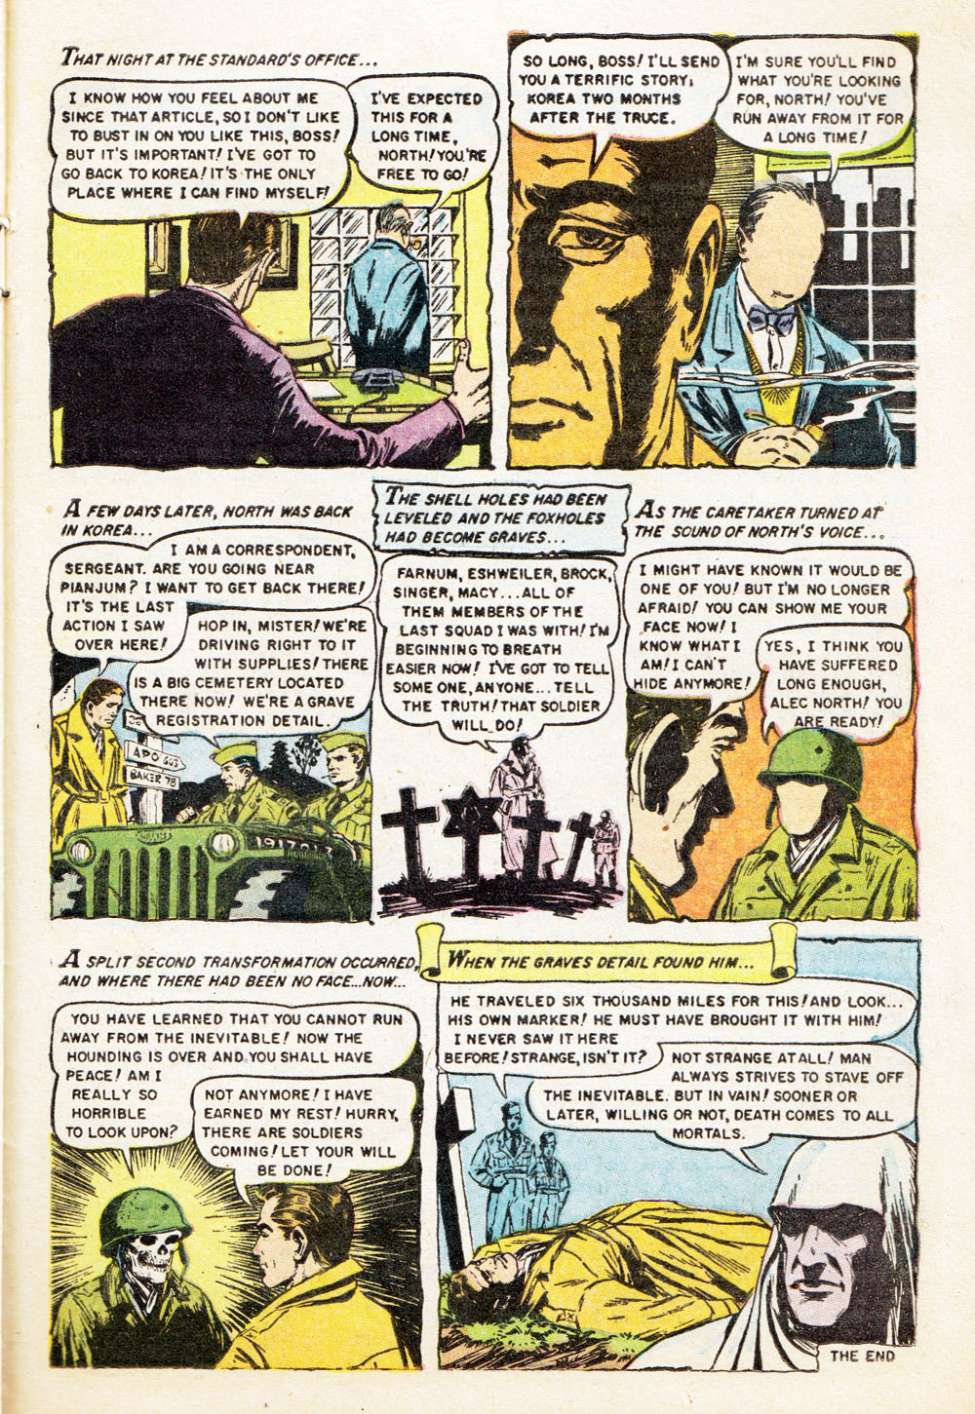 THAT NIGHT AT THE STANDARD'S OFFICE...
I KNOW HOW YOU FEEL ABOUT ME
SINCE THAT ARTICLE, SO I DON'T LIKE
TO BUST IN ON YOU LIKE THIS, BOSS!
BUT IT'S IMPORTANT! I'VE GOT TO
GO BACK TO KOREA! IT'S THE ONLY
PLACE WHERE I CAN FIND MYSELF!
I'VE EXPECTED
THIS FOR A
LONG TIME,
NORTH! YOU'RE
FREE TO GO!
SO LONG, BOSS! I'LL SEND
YOU A TERRIFIC STORY;
KOREA TWO MONTHS
AFTER THE TRUCE.
I'M SURE YOU'LL FIND
WHAT YOU'RE LOOKING
FOR, NORTH! YOU'VE
RUN AWAY FROM IT FOR
A LONG TIME!
A FEW DAYS LATER, NORTH WAS BACK
IN KOREA...
I AM A CORRESPONDENT,
SERGEANT. ARE YOU GOING NEAR
PIANJUM? I WANT TO GET BACK THERE!
IT'S THE LAST
ACTION I SAW
OVER HERE!
HOP IN, MISTER! WE'RE
DRIVING RIGHT TO IT
WITH SUPPLIES! THERE
IS A BIG CEMETERY LOCATED
THERE NOW! WE'RE A GRAVE
REGISTRATION DETAIL.
APO 603
BAKER 78
THE SHELL HOLES HAD BEEN
LEVELED AND THE FOXHOLES
HAD BECOME GRAVES...
FARNUM, ESHWEILER, BROCK,
SINGER, MACY...ALL OF
THEM MEMBERS OF THE
LAST SQUAD I WAS WITH! I'M
BEGINNING TO BREATH
EASIER NOW! I'VE GOT TO TELL
SOME ONE, ANYONE...TELL
THE TRUTH! THAT SOLDIER
WILL DO!
AS THE CARETAKER TURNED AT
THE SOUND OF NORTH'S VOICE...
I MIGHT HAVE KNOWN IT WOULD BE
ONE OF YOU! BUT I'M NO LONGER
AFRAID! YOU CAN SHOW ME YOUR
FACE NOW! I
KNOW WHAT I
AM! I CAN'T
HIDE ANYMORE!
YES, I THINK YOU
HAVE SUFFERED
LONG ENOUGH,
ALEC NORTH! YOU
ARE READY!
A SPLIT SECOND TRANSFORMATION OCCURRED,
AND WHERE THERE HAD BEEN NO FACE...NOW...
YOU HAVE LEARNED THAT YOU CANNOT RUN
AWAY FROM THE INEVITABLE! NOW THE
HOUNDING IS OVER AND YOU SHALL HAVE
PEACE! AM I
REALLY SO
HORRIBLE
TO LOOK UPON?
NOT ANYMORE! I HAVE
EARNED MY REST! HURRY,
THERE ARE SOLDIERS
COMING! LET YOUR WILL
BE DONE!
WHEN THE GRAVES DETAIL FOUND HIM...
HE TRAVELED SIX THOUSAND MILES FOR THIS! AND LOOK...
HIS OWN MARKER! HE MUST HAVE BROUGHT IT WITH HIM!
I NEVER SAW IT HERE
BEFORE! STRANGE, ISN'T IT?
NOT STRANGE AT ALL! MAN
ALWAYS STRIVES TO STAVE OFF
THE INEVITABLE. BUT IN VAIN! SOONER OR
LATER, WILLING OR NOT, DEATH COMES TO ALL
MORTALS.
THE END